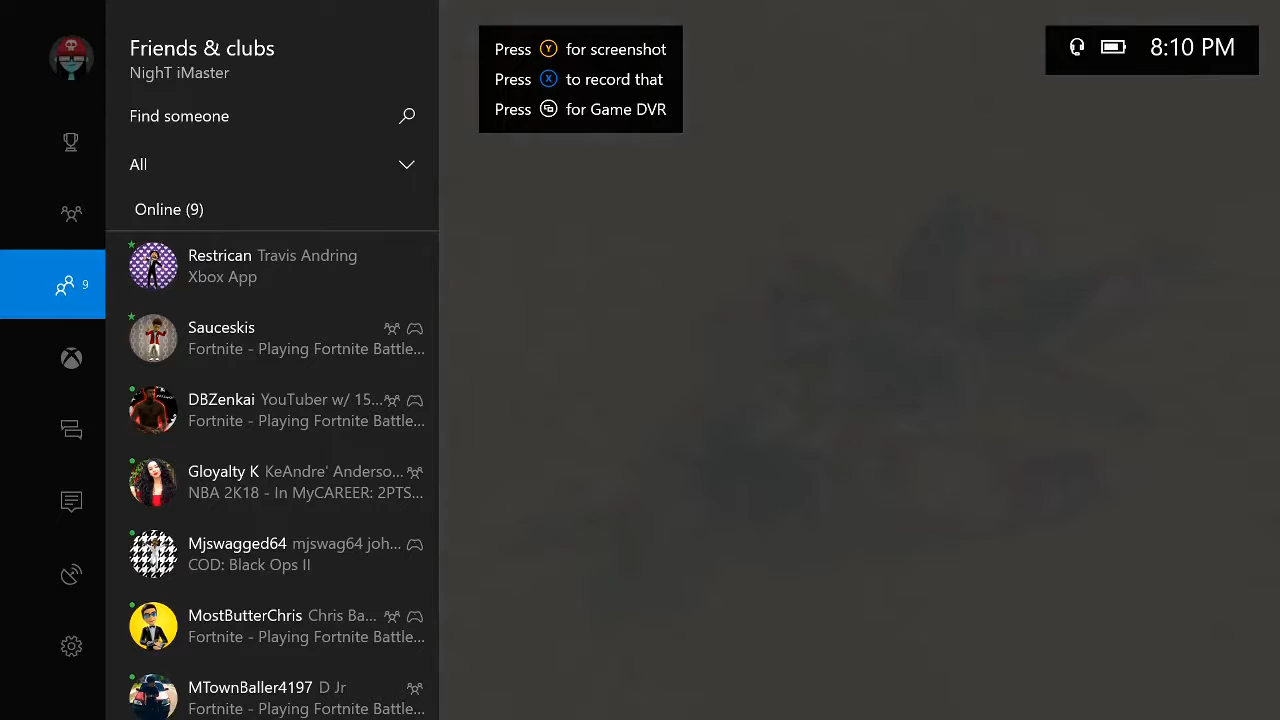 Friends & clubs
NighT iMaster
Find someone
All
Online (9)
9
Restrican Travis Andring
Xbox App
Sauceskis
Fortnite - Playing Fortnite Battle...
DBZenkai YouTuber w/ 15...
Fortnite - Playing Fortnite Battle...
Gloyalty K KeAndre' Anderso...
NBA 2K18 - In MyCAREER: 2PTS...
Mjswagged64 mjswag64 joh...
COD: Black Ops II
MostButterChris Chris Ba...
Fortnite - Playing Fortnite Battle...
MTownBaller4197 D Jr
Fortnite - Playing Fortnite Battle...
Press Y for screenshot
Press X to record that
Press for Game DVR
8:10 PM